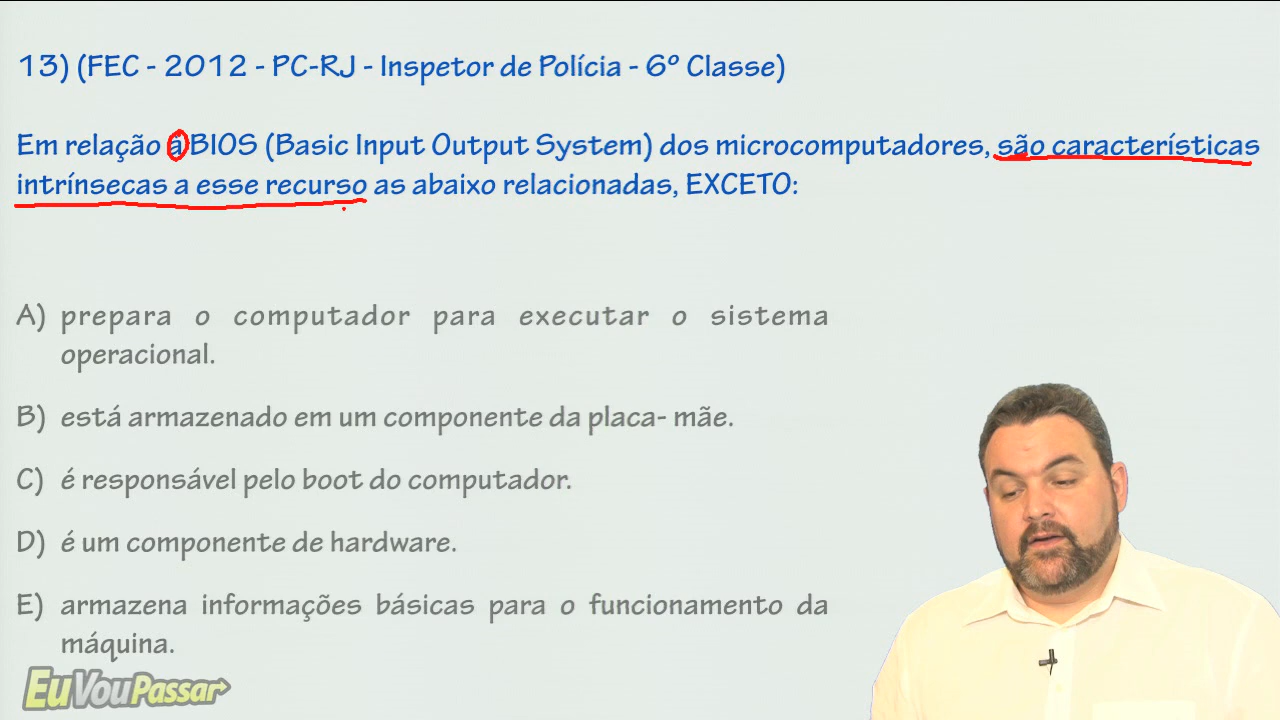 13) (FEC - 2012 - PC-RJ - Inspetor de Polícia - 6º Classe)
Em relação à BIOS (Basic Input Output System) dos microcomputadores, são características
intrínsecas a esse recurso as abaixo relacionadas, EXCETO:
A) prepara o computador para executar o sistema
operacional.
B) está armazenado em um componente da placa- mãe.
C) é responsável pelo boot do computador.
D) é um componente de hardware.
E) armazena informações básicas para o funcionamento da
máquina.
EuVouPassar